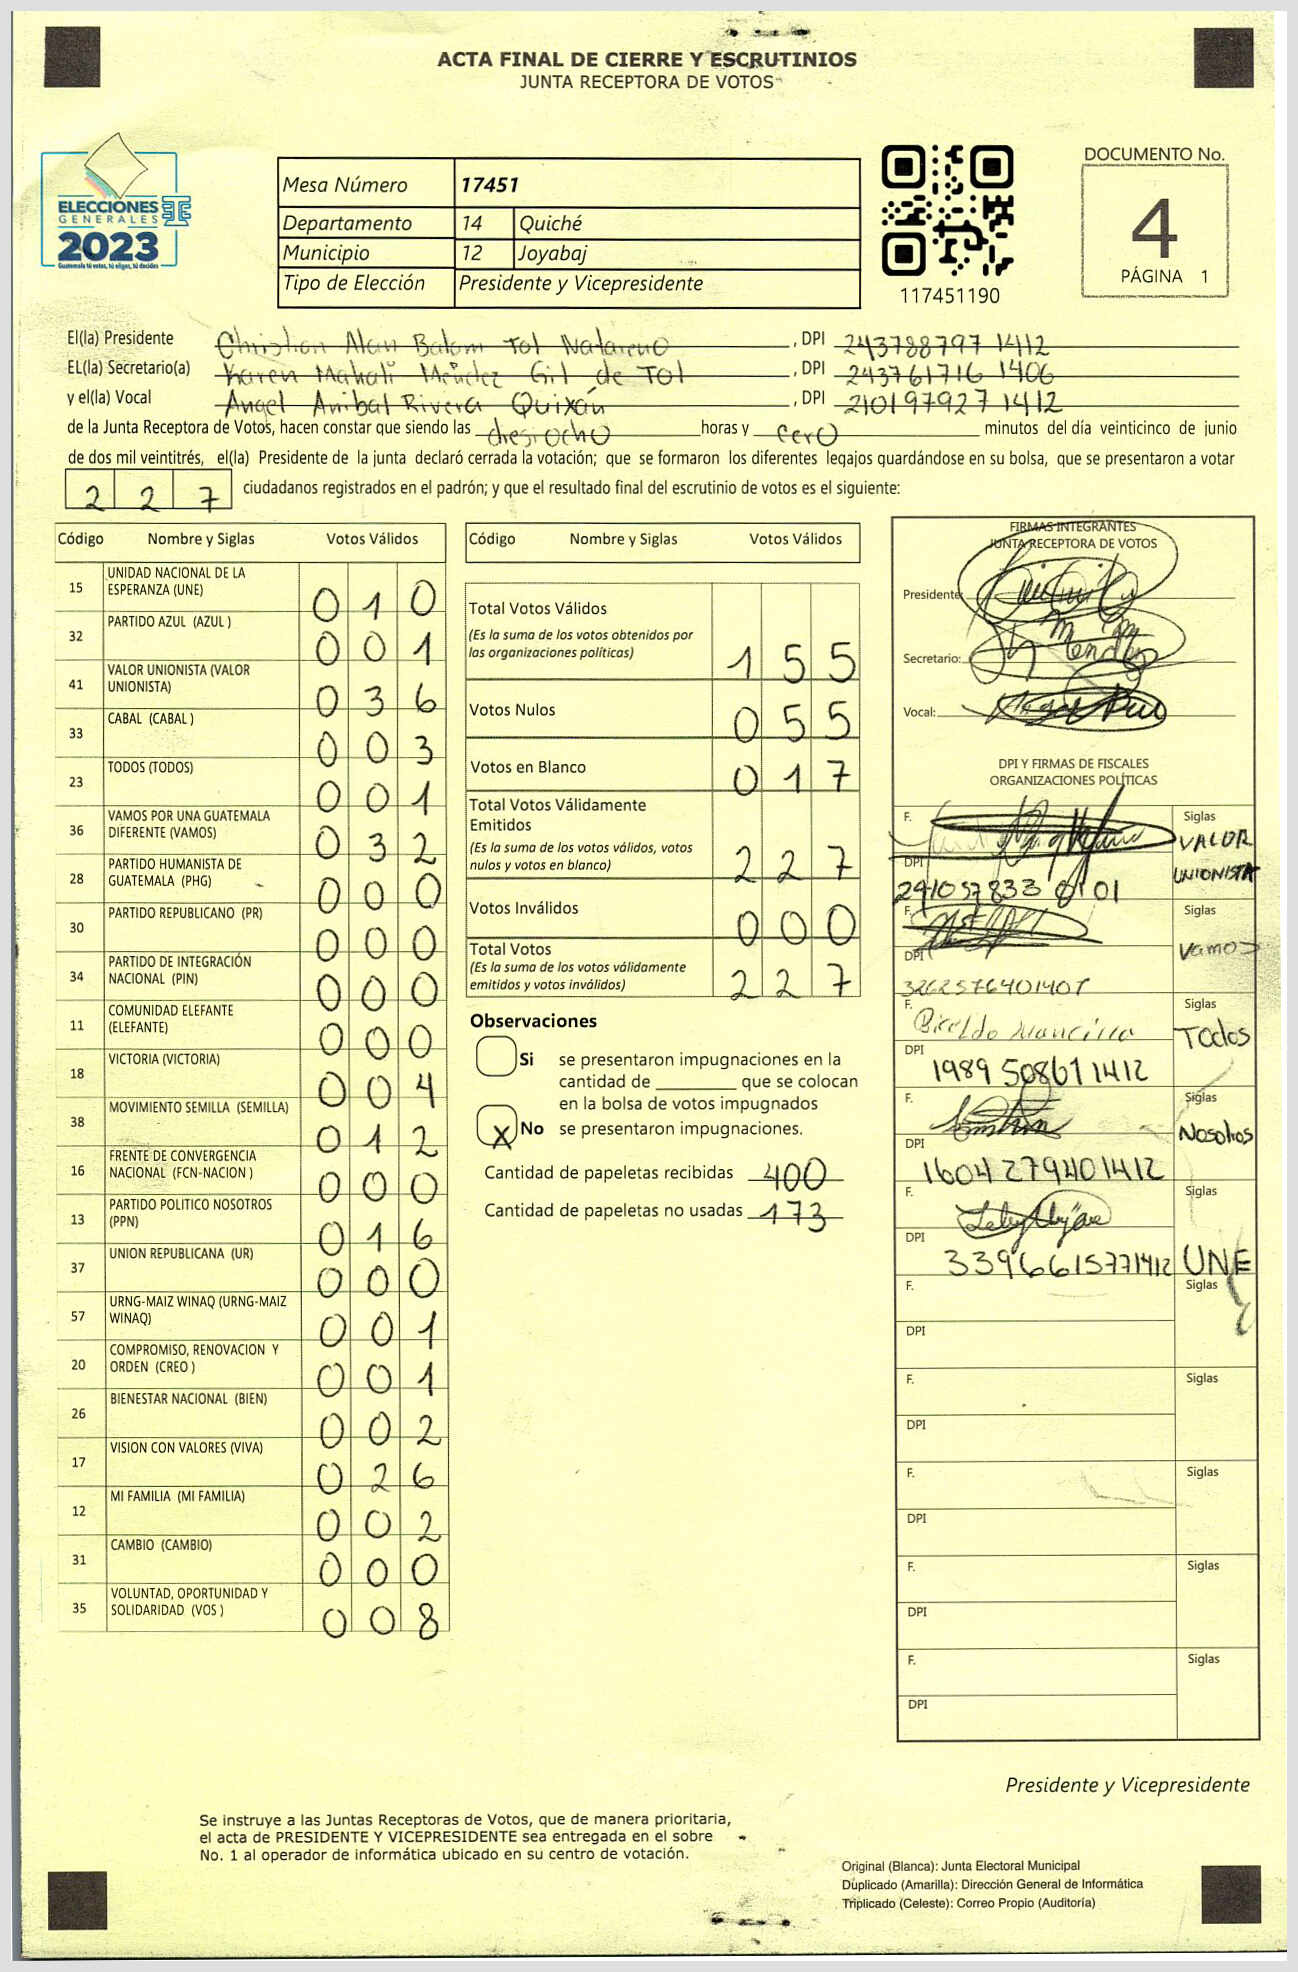 ACTA FINAL DE CIERRE Y ESCRUTINIOS
JUNTA RECEPTORA DE VOTOS
ELECCIONES
GENERALES
2023
Guatemala tú votas, tú eliges, tú decides
Mesa Número 17451
Departamento 14 Quiché
Municipio 12 Joyabaj
Tipo de Elección Presidente y Vicepresidente
117451190
DOCUMENTO No.
4
PÁGINA 1
El(la) Presidente Christian Alan Balam Tol Natareno, DPI 243788797 1412
EL(la) Secretario(a) Karen Mahali Méndez Gil de Tol, DPI 243761716 1406
y el(la) Vocal Angel Anibal Rivera Quixán, DPI 210197927 1412
de la Junta Receptora de Votos, hacen constar que siendo las diesiocho horas y cero minutos del día veinticinco de junio
de dos mil veintitrés, el(la) Presidente de la junta declaró cerrada la votación; que se formaron los diferentes legajos quardándose en su bolsa, que se presentaron a votar
2 2 7 ciudadanos registrados en el padrón; y que el resultado final del escrutinio de votos es el siguiente:
Código Nombre y Siglas Votos Válidos
15 UNIDAD NACIONAL DE LA
ESPERANZA (UNE) 0 1 0
32 PARTIDO AZUL (AZUL ) 0 0 1
41 VALOR UNIONISTA (VALOR
UNIONISTA) 0 3 6
33 CABAL (CABAL ) 0 0 3
23 TODOS (TODOS) 0 0 1
36 VAMOS POR UNA GUATEMALA
DIFERENTE (VAMOS) 0 3 2
28 PARTIDO HUMANISTA DE
GUATEMALA (PHG) 0 0 0
30 PARTIDO REPUBLICANO (PR) 0 0 0
34 PARTIDO DE INTEGRACIÓN
NACIONAL (PIN) 0 0 0
11 COMUNIDAD ELEFANTE
(ELEFANTE) 0 0 0
18 VICTORIA (VICTORIA) 0 0 4
38 MOVIMIENTO SEMILLA (SEMILLA) 0 1 2
16 FRENTE DE CONVERGENCIA
NACIONAL (FCN-NACION ) 0 0 0
13 PARTIDO POLITICO NOSOTROS
(PPN) 0 1 6
37 UNION REPUBLICANA (UR) 0 0 0
57 URNG-MAIZ WINAQ (URNG-MAIZ
WINAQ) 0 0 1
20 COMPROMISO, RENOVACION Y
ORDEN (CREO ) 0 0 1
26 BIENESTAR NACIONAL (BIEN) 0 0 2
17 VISION CON VALORES (VIVA) 0 2 6
12 MI FAMILIA (MI FAMILIA) 0 0 2
31 CAMBIO (CAMBIO) 0 0 0
35 VOLUNTAD, OPORTUNIDAD Y
SOLIDARIDAD (VOS ) 0 0 8
Código Nombre y Siglas Votos Válidos
Total Votos Válidos
(Es la suma de los votos obtenidos por
las organizaciones políticas) 1 5 5
Votos Nulos 0 5 5
Votos en Blanco 0 1 7
Total Votos Válidamente
Emitidos
(Es la suma de los votos válidos, votos
nulos y votos en blanco) 2 2 7
Votos Inválidos 0 0 0
Total Votos
(Es la suma de los votos válidamente
emitidos y votos inválidos) 2 2 7
Observaciones
Si se presentaron impugnaciones en la
cantidad de ________ que se colocan
en la bolsa de votos impugnados
X No se presentaron impugnaciones.
Cantidad de papeletas recibidas 400
Cantidad de papeletas no usadas 173
FIRMAS INTEGRANTES
JUNTA RECEPTORA DE VOTOS
Presidente:
Secretario: Mendez
Vocal:
DPI Y FIRMAS DE FISCALES
ORGANIZACIONES POLÍTICAS
F. Siglas
VALOR
UNIONISTA
DPI 241057833 0101
F. Siglas
Vamos
DPI 3262576401407
F. Siglas
Todos
DPI 1989 50861 1412
F. Siglas
Nosotros
DPI 1604 279401412
F. Siglas
UNE
DPI 3396615771412
F. Siglas
DPI
F. Siglas
DPI
F. Siglas
DPI
F. Siglas
DPI
F. Siglas
DPI
Presidente y Vicepresidente
Se instruye a las Juntas Receptoras de Votos, que de manera prioritaria,
el acta de PRESIDENTE Y VICEPRESIDENTE sea entregada en el sobre
No. 1 al operador de informática ubicado en su centro de votación.
Original (Blanca): Junta Electoral Municipal
Duplicado (Amarilla): Dirección General de Informática
Triplicado (Celeste): Correo Propio (Auditoría)